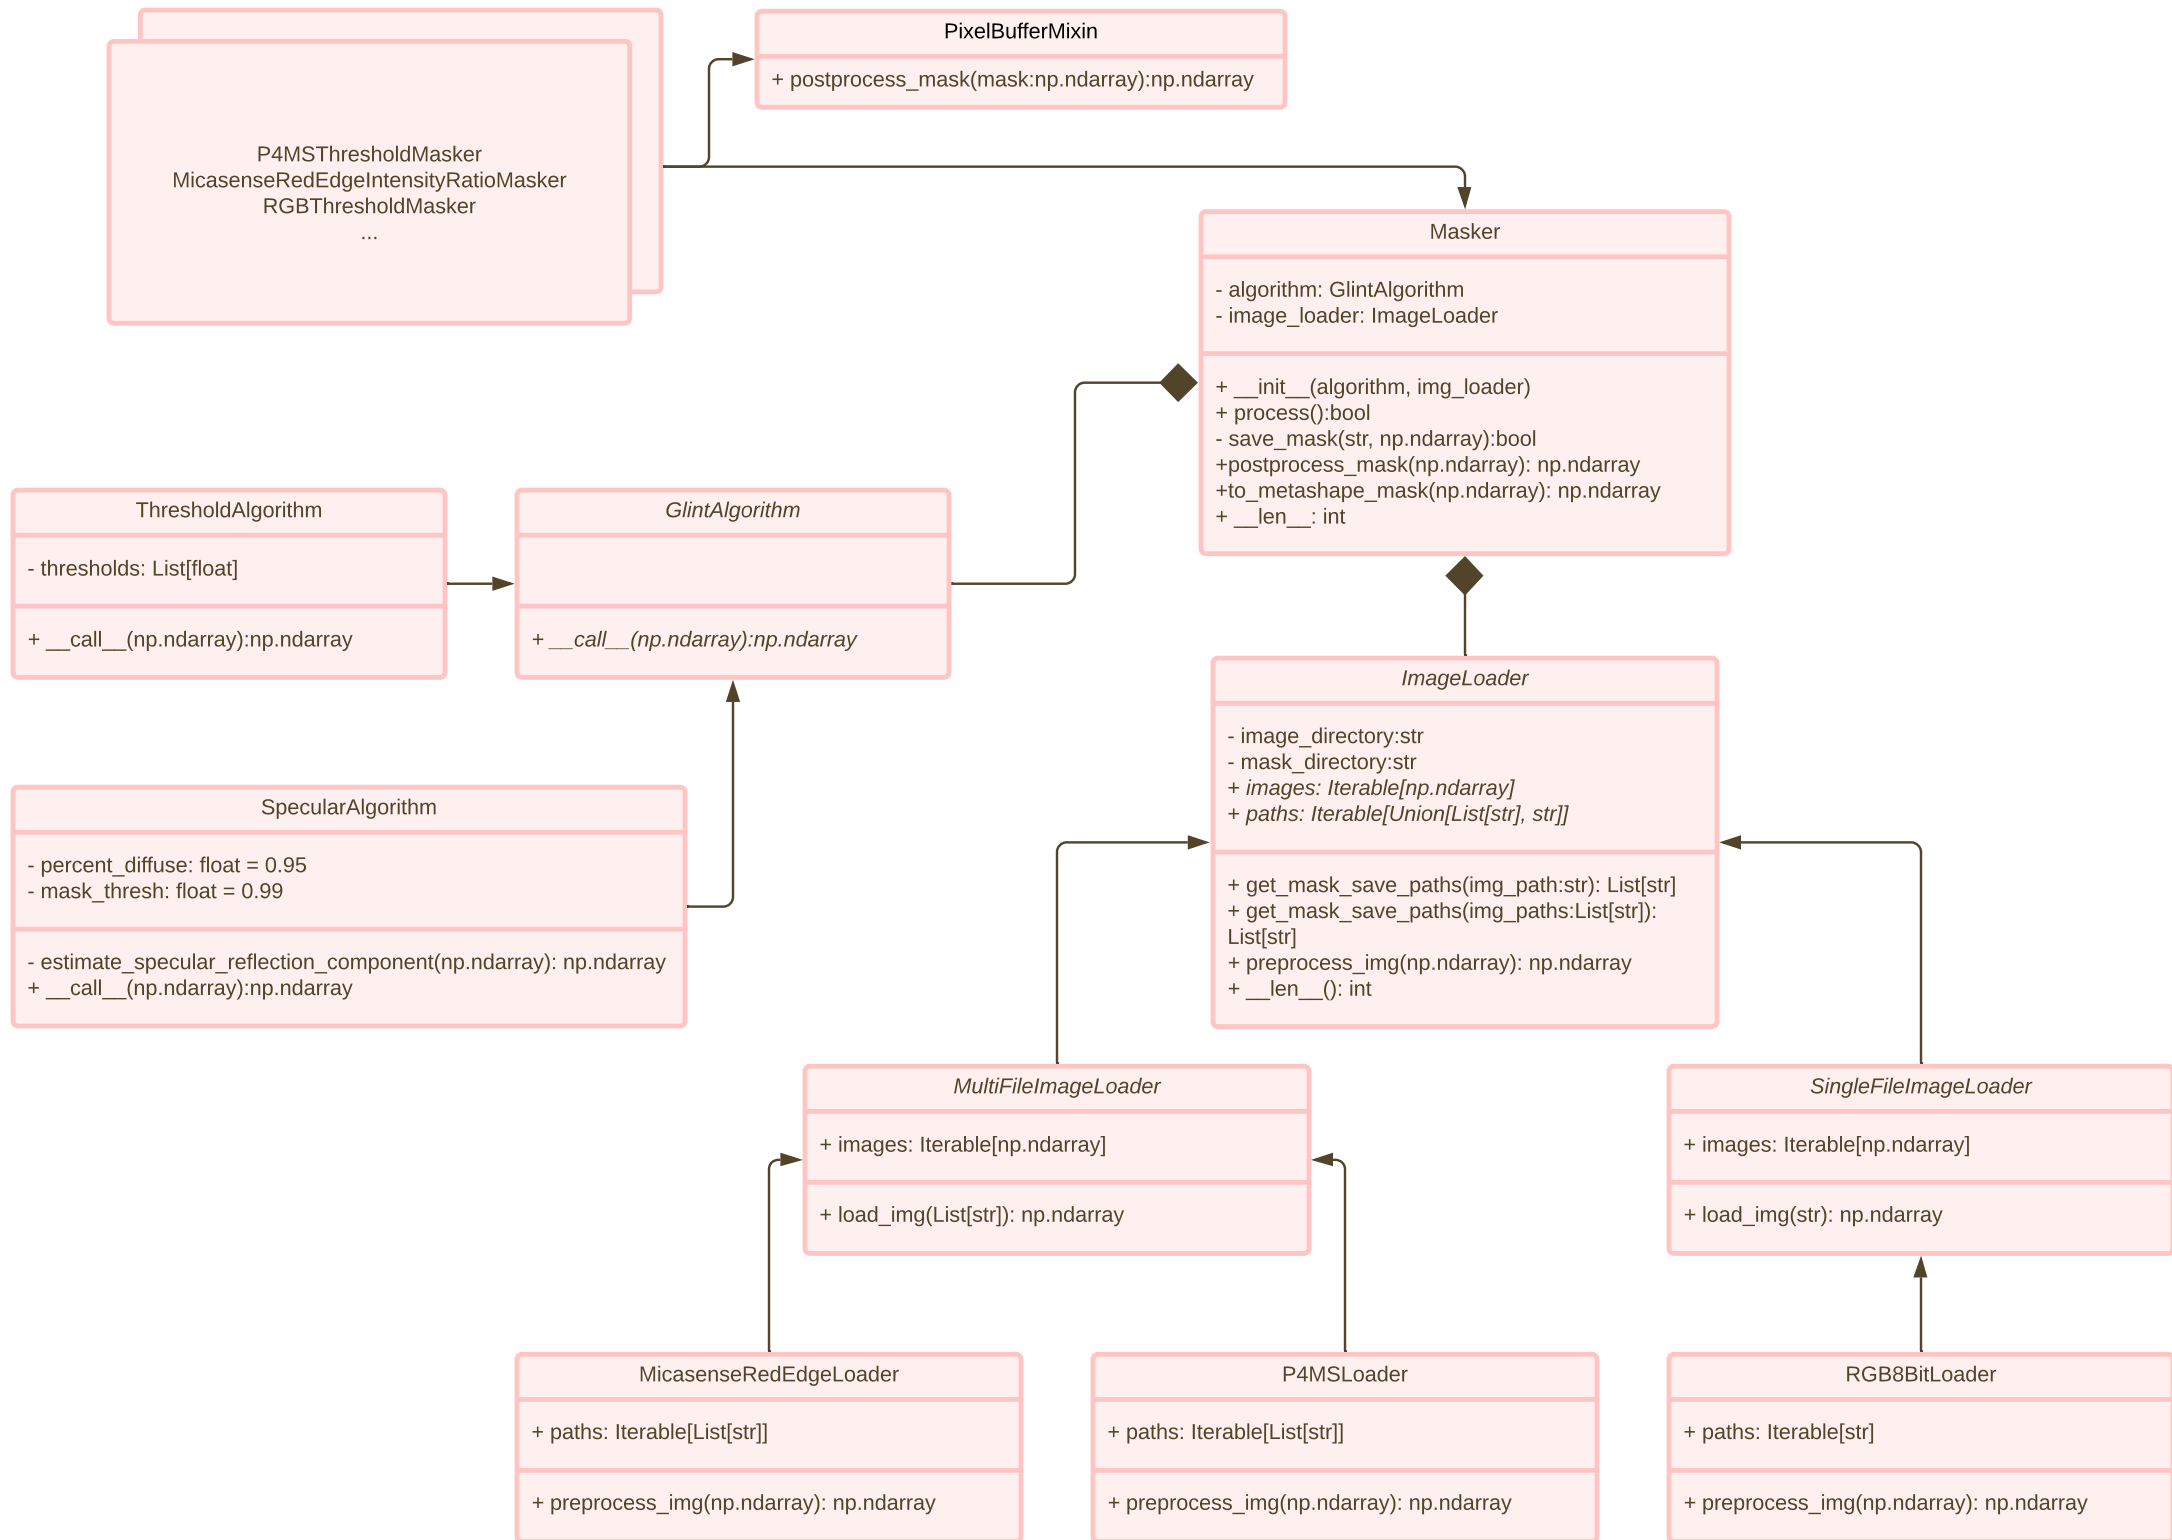 PixelBufferMixin
+ postprocess_mask(mask:np.ndarray):np.ndarray
P4MSThresholdMasker
MicasenseRedEdgeIntensityRatioMasker
RGBThresholdMasker
...
Masker
- algorithm: GlintAlgorithm
- image_loader: ImageLoader
+ __init__(algorithm, img_loader)
+ process():bool
- save_mask(str, np.ndarray):bool
+postprocess_mask(np.ndarray): np.ndarray
+to_metashape_mask(np.ndarray): np.ndarray
+ __len__: int
ThresholdAlgorithm
- thresholds: List[float]
+ __call__(np.ndarray):np.ndarray
GlintAlgorithm
+ __call__(np.ndarray):np.ndarray
SpecularAlgorithm
- percent_diffuse: float = 0.95
- mask_thresh: float = 0.99
- estimate_specular_reflection_component(np.ndarray): np.ndarray
+ __call__(np.ndarray):np.ndarray
ImageLoader
- image_directory:str
- mask_directory:str
+ images: Iterable[np.ndarray]
+ paths: Iterable[Union[List[str], str]]
+ get_mask_save_paths(img_path:str): List[str]
+ get_mask_save_paths(img_paths:List[str]):
List[str]
+ preprocess_img(np.ndarray): np.ndarray
+ __len__(): int
MultiFileImageLoader
+ images: Iterable[np.ndarray]
+ load_img(List[str]): np.ndarray
SingleFileImageLoader
+ images: Iterable[np.ndarray]
+ load_img(str): np.ndarray
MicasenseRedEdgeLoader
+ paths: Iterable[List[str]]
+ preprocess_img(np.ndarray): np.ndarray
P4MSLoader
+ paths: Iterable[List[str]]
+ preprocess_img(np.ndarray): np.ndarray
RGB8BitLoader
+ paths: Iterable[str]
+ preprocess_img(np.ndarray): np.ndarray